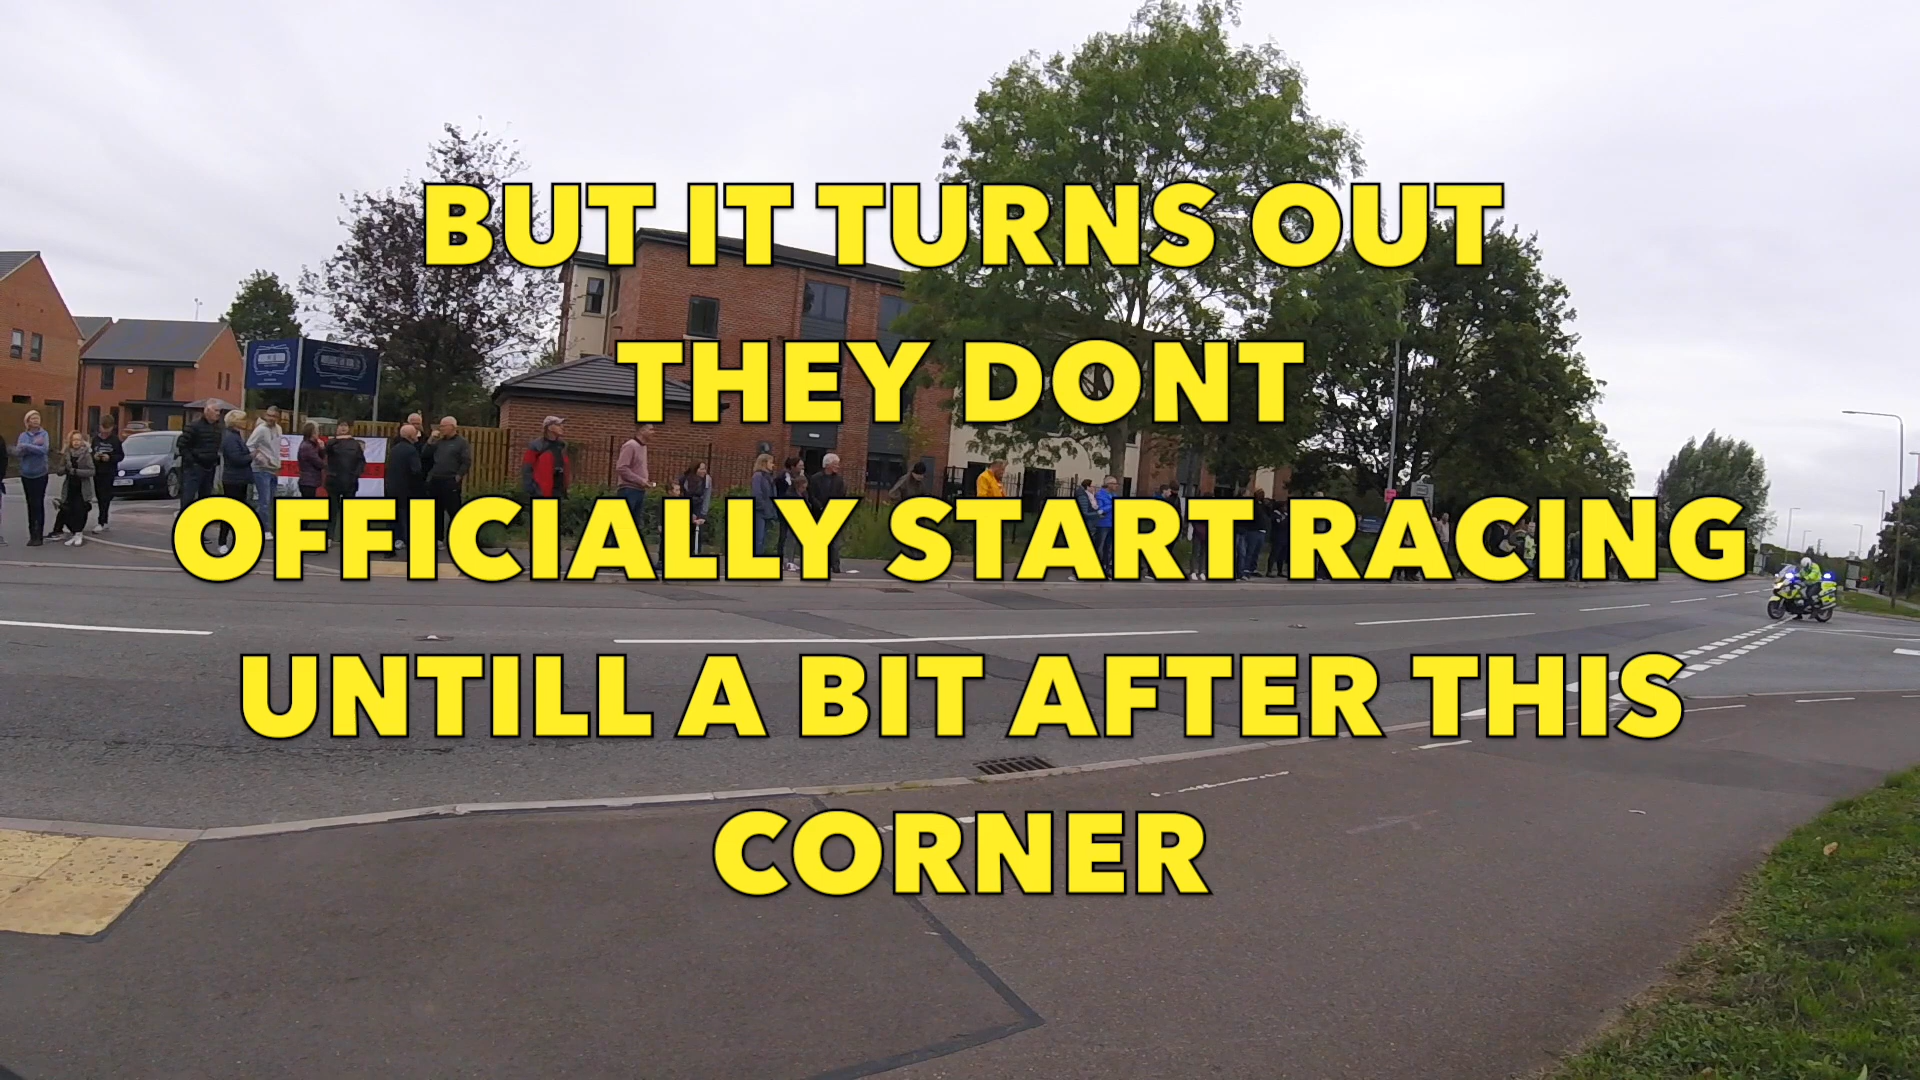 BUT IT TURNS OUT
THEY DONT
OFFICIALLY START RACING
UNTILL A BIT AFTER THIS
CORNER